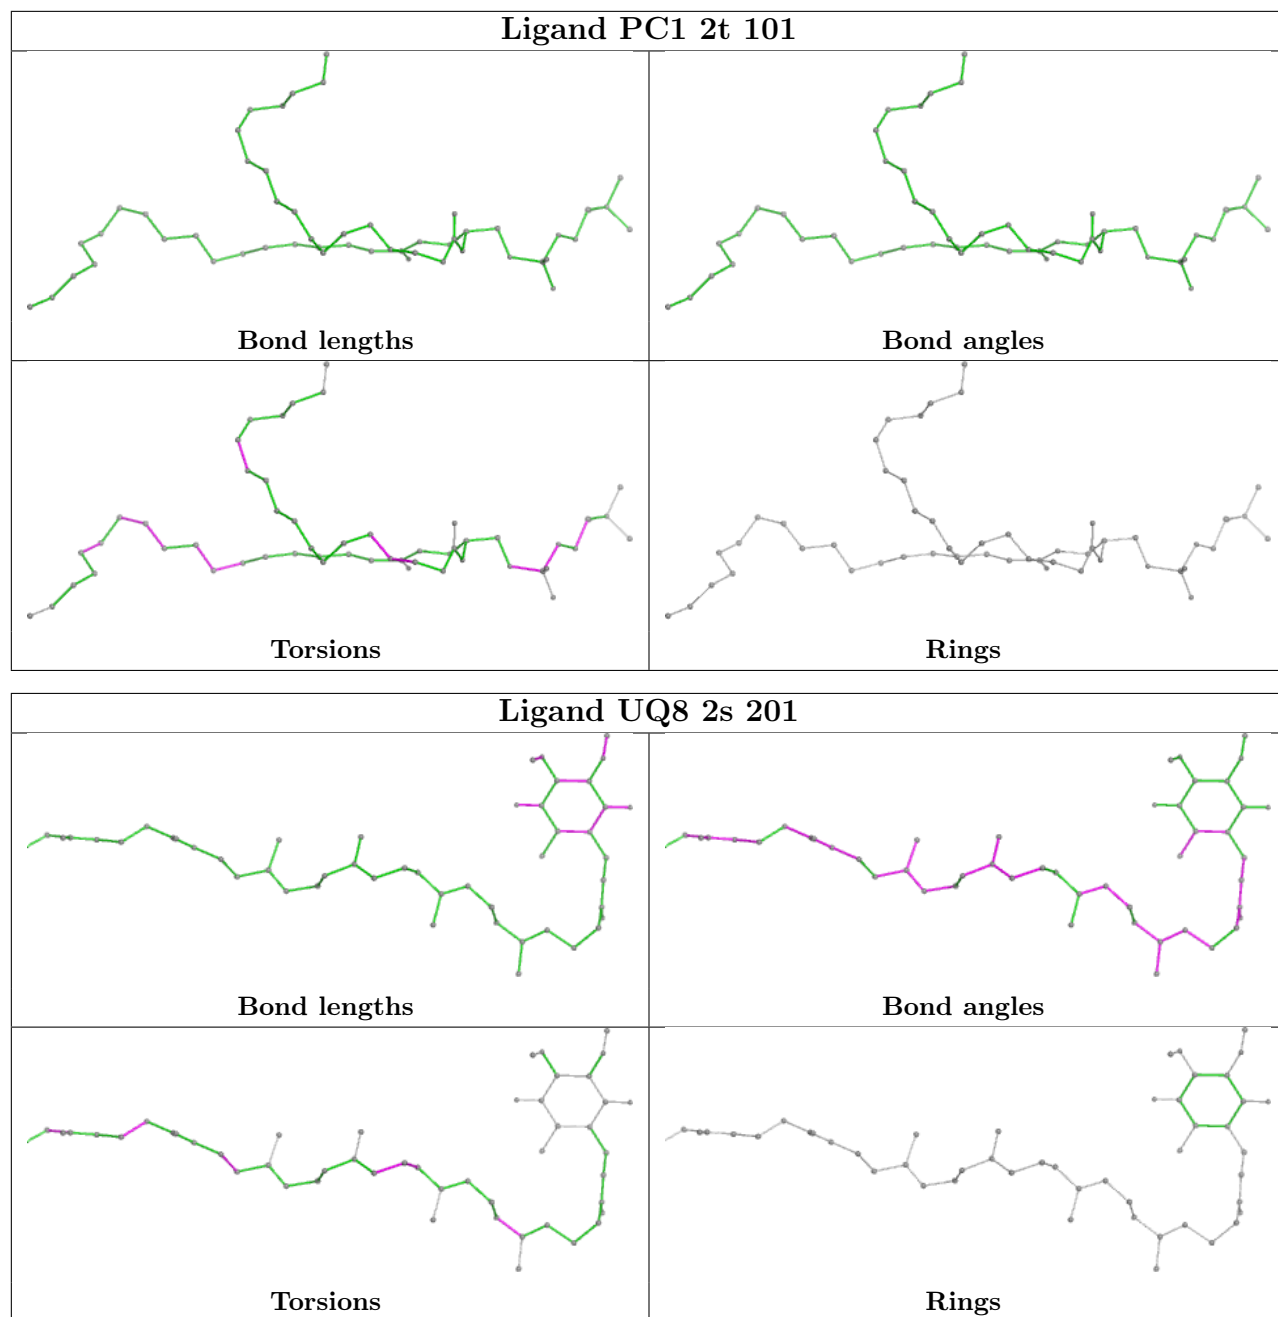 Ligand PC1 2t 101
Bond lengths
Bond angles
Torsions
Rings
Ligand UQ8 2s 201
Bond lengths
Bond angles
Torsions
Rings